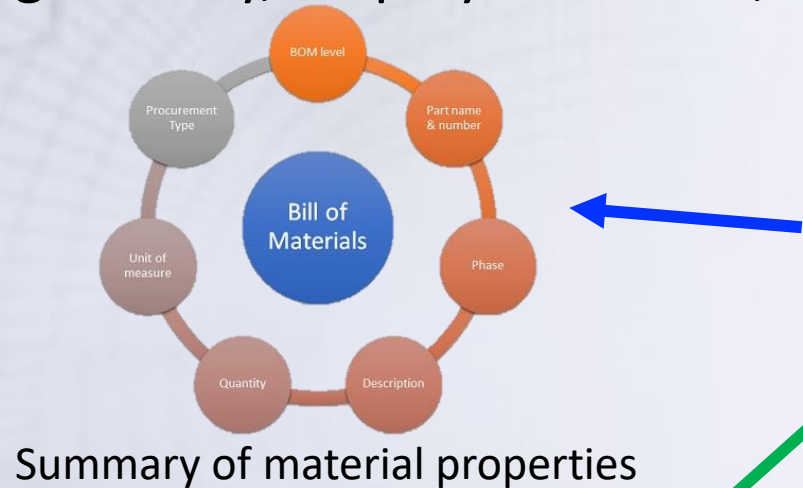 BOM level
Part name
& number
Phase
Description
Quantity
Unit of
measure
Procurement
Type
Bill of
Materials
Summary of material properties